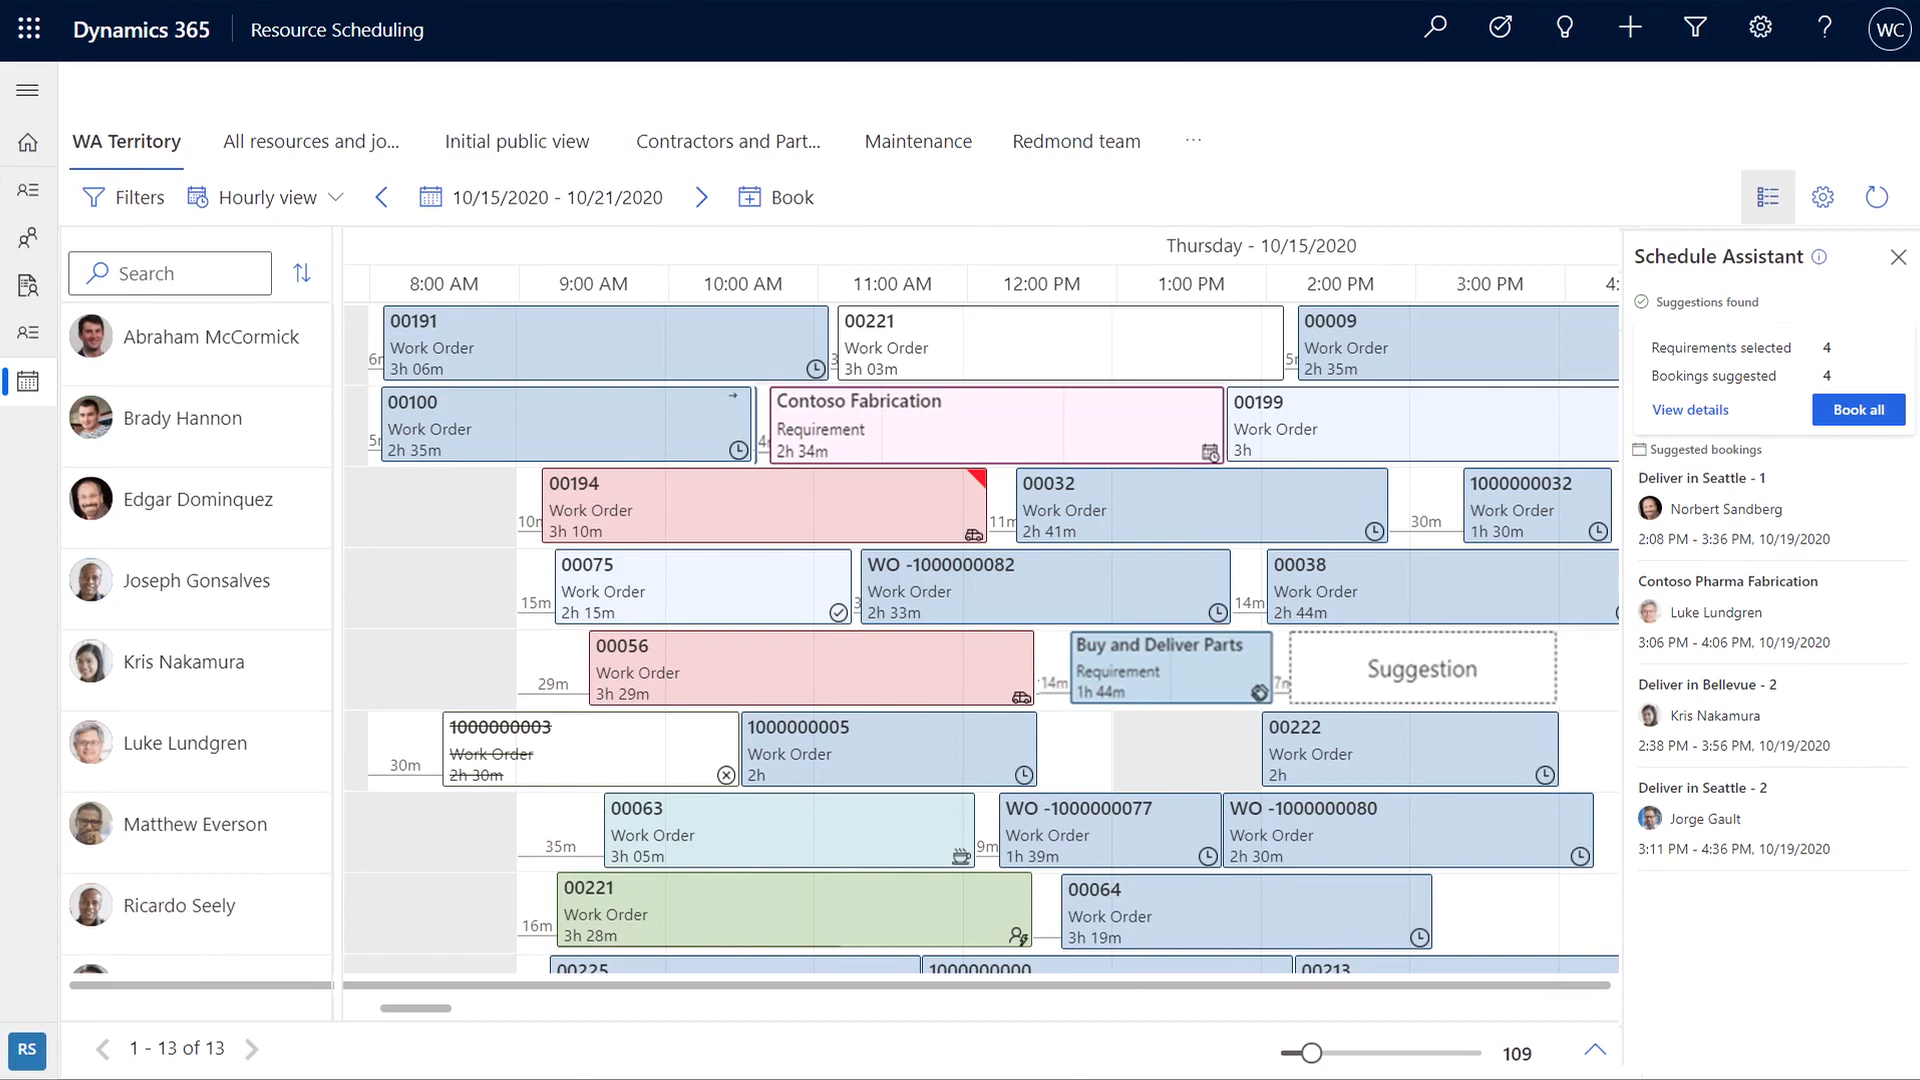 Dynamics 365
Resource Scheduling
WC
WA Territory
All resources and jo...
Initial public view
Contractors and Part...
Maintenance
Redmond team
...
Filters
Hourly view
10/15/2020 - 10/21/2020
Book
Search
Thursday - 10/15/2020
8:00 AM
9:00 AM
10:00 AM
11:00 AM
12:00 PM
1:00 PM
2:00 PM
3:00 PM
4:
Abraham McCormick
00191
Work Order
3h 06m
00221
Work Order
3h 03m
5m
00009
Work Order
2h 35m
Brady Hannon
00100
Work Order
2h 35m
Contoso Fabrication
Requirement
2h 34m
00199
Work Order
3h
Edgar Dominquez
10m
00194
Work Order
3h 10m
11m
00032
Work Order
2h 41m
30m
1000000032
Work Order
1h 30m
Joseph Gonsalves
15m
00075
Work Order
2h 15m
WO -1000000082
Work Order
2h 33m
14m
00038
Work Order
2h 44m
Kris Nakamura
29m
00056
Work Order
3h 29m
14m
Buy and Deliver Parts
Requirement
1h 44m
7m
Suggestion
Luke Lundgren
30m
1000000003
Work Order
2h 30m
1000000005
Work Order
2h
00222
Work Order
2h
Matthew Everson
35m
00063
Work Order
3h 05m
9m
WO -1000000077
Work Order
1h 39m
WO -1000000080
Work Order
2h 30m
Ricardo Seely
16m
00221
Work Order
3h 28m
00064
Work Order
3h 19m
00225
1000000000
00213
Schedule Assistant
Suggestions found
Requirements selected 4
Bookings suggested 4
View details
Book all
Suggested bookings
Deliver in Seattle - 1
Norbert Sandberg
2:08 PM - 3:36 PM, 10/19/2020
Contoso Pharma Fabrication
Luke Lundgren
3:06 PM - 4:06 PM, 10/19/2020
Deliver in Bellevue - 2
Kris Nakamura
2:38 PM - 3:56 PM, 10/19/2020
Deliver in Seattle - 2
Jorge Gault
3:11 PM - 4:36 PM, 10/19/2020
RS
1 - 13 of 13
109